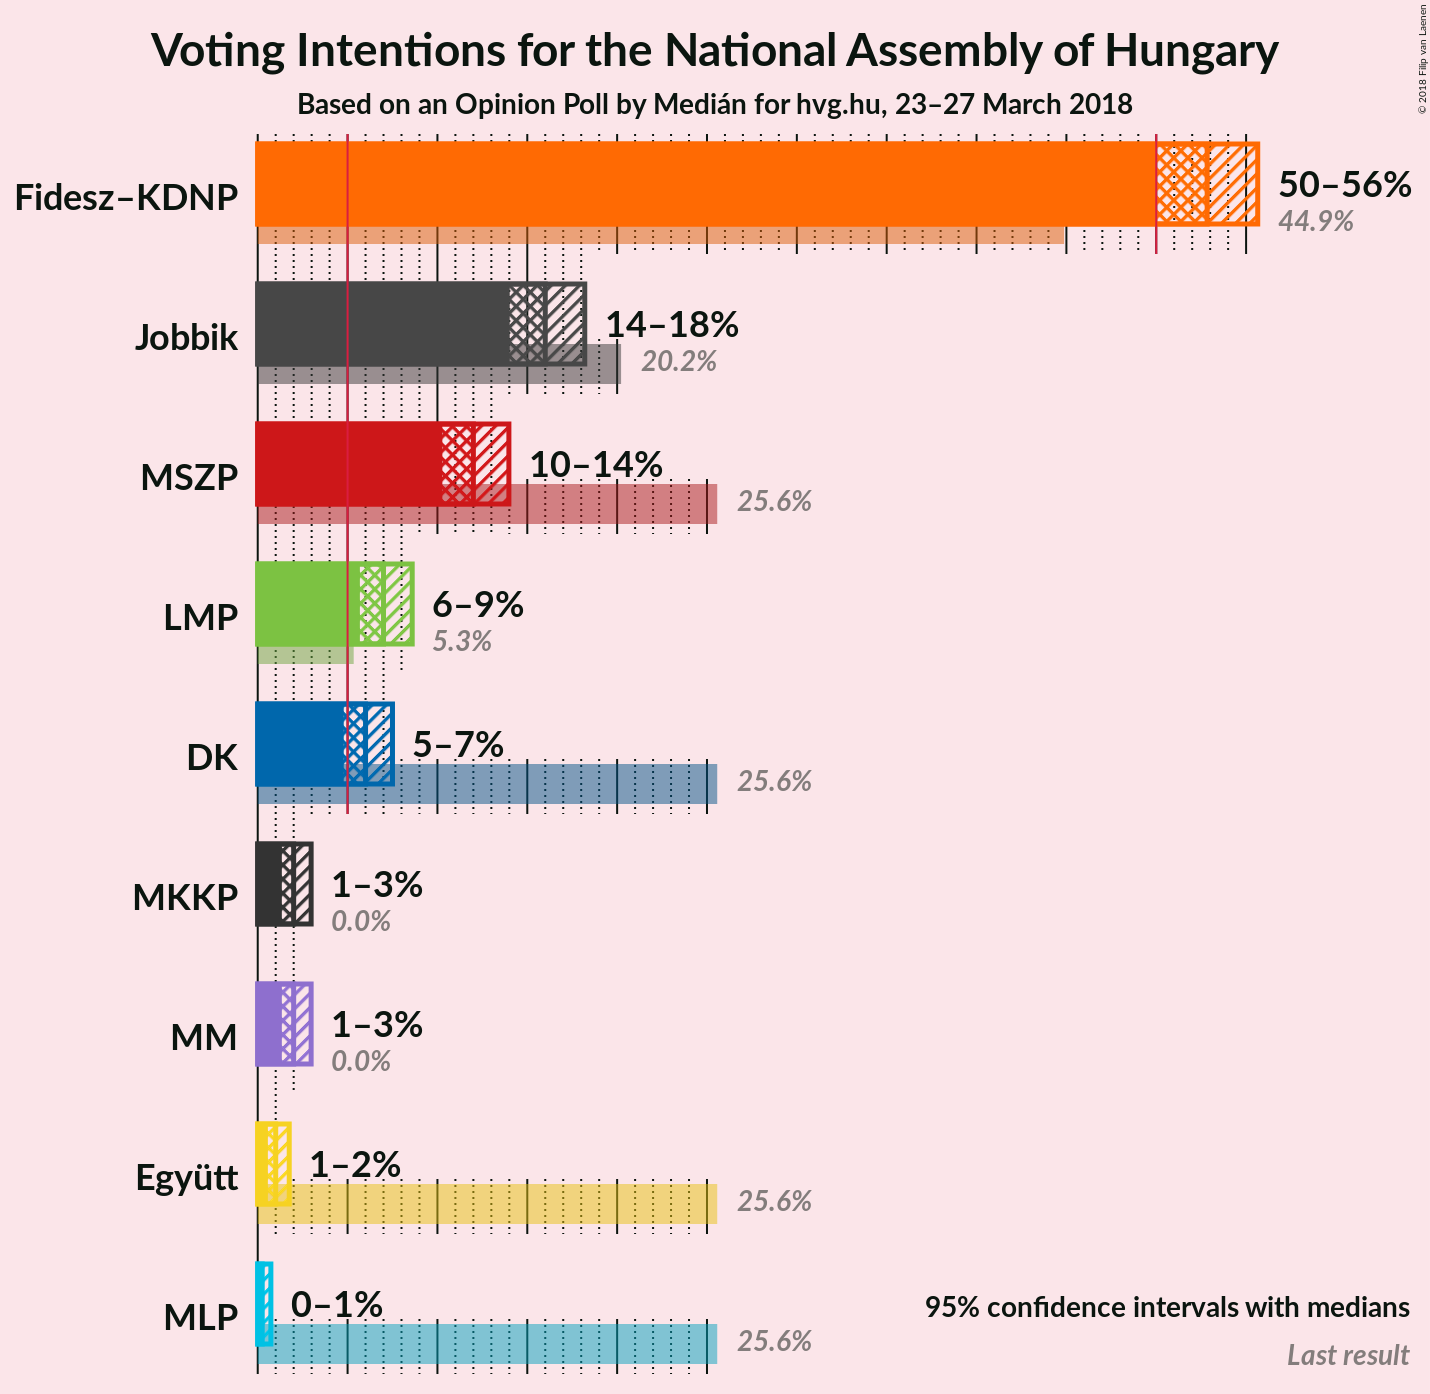 Voting Intentions for the National Assembly of Hungary
Based on an Opinion Poll by Medián for hvg.hu, 23–27 March 2018
© 2018 Filip van Laenen
Fidesz–KDNP
50–56%
44.9%
Jobbik
14–18%
20.2%
MSZP
10–14%
25.6%
LMP
6–9%
5.3%
DK
5–7%
25.6%
MKKP
1–3%
0.0%
MM
1–3%
0.0%
Együtt
1–2%
25.6%
MLP
0–1%
25.6%
95% confidence intervals with medians
Last result